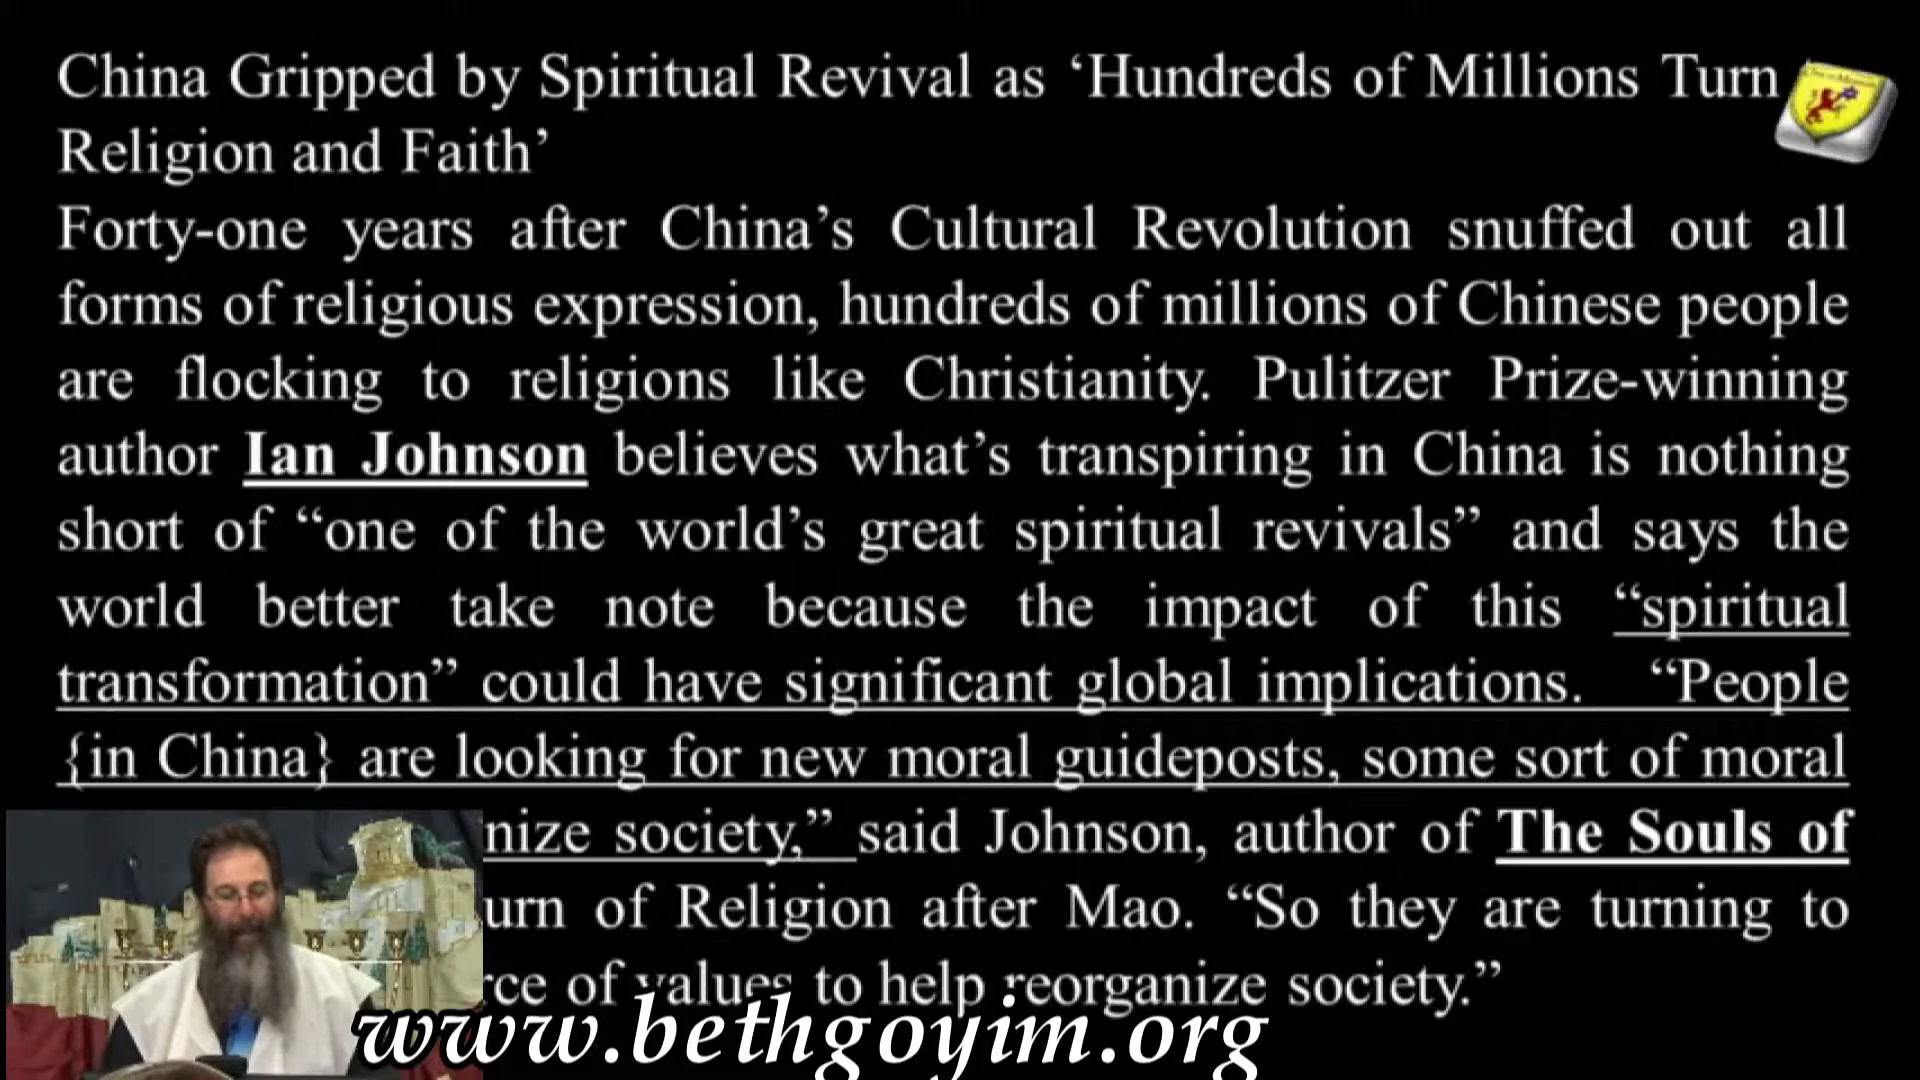 China Gripped by Spiritual Revival as ‘Hundreds of Millions Turn
Religion and Faith’
Forty-one years after China’s Cultural Revolution snuffed out all
forms of religious expression, hundreds of millions of Chinese people
are flocking to religions like Christianity. Pulitzer Prize-winning
author Ian Johnson believes what’s transpiring in China is nothing
short of “one of the world’s great spiritual revivals” and says the
world better take note because the impact of this “spiritual
transformation” could have significant global implications. “People
{in China} are looking for new moral guideposts, some sort of moral
nize society,” said Johnson, author of The Souls of
urn of Religion after Mao. “So they are turning to
rce of values to help reorganize society.”
www.bethgoyim.org